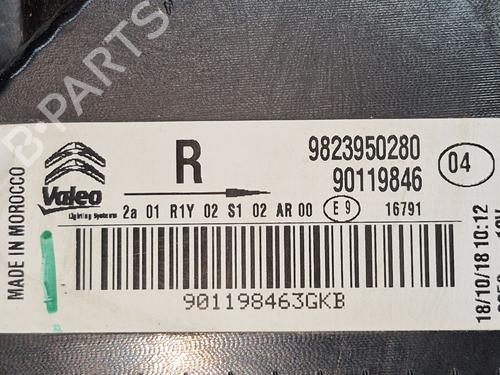 B-PARTS
MADE IN MOROCCO
Valeo
Lighting Systems
R
9823950280
90119846
04
2a 01 R1Y 02 S1 02 AR 00
E 9
16791
901198463GKB
18/10/18 10:12